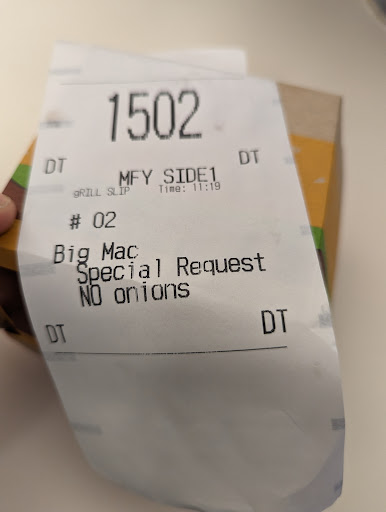 1502
DT DT
MFY SIDE1
gRILL SLIP Time: 11:19
# 02
Big Mac
Special Request
NO onions
DT DT